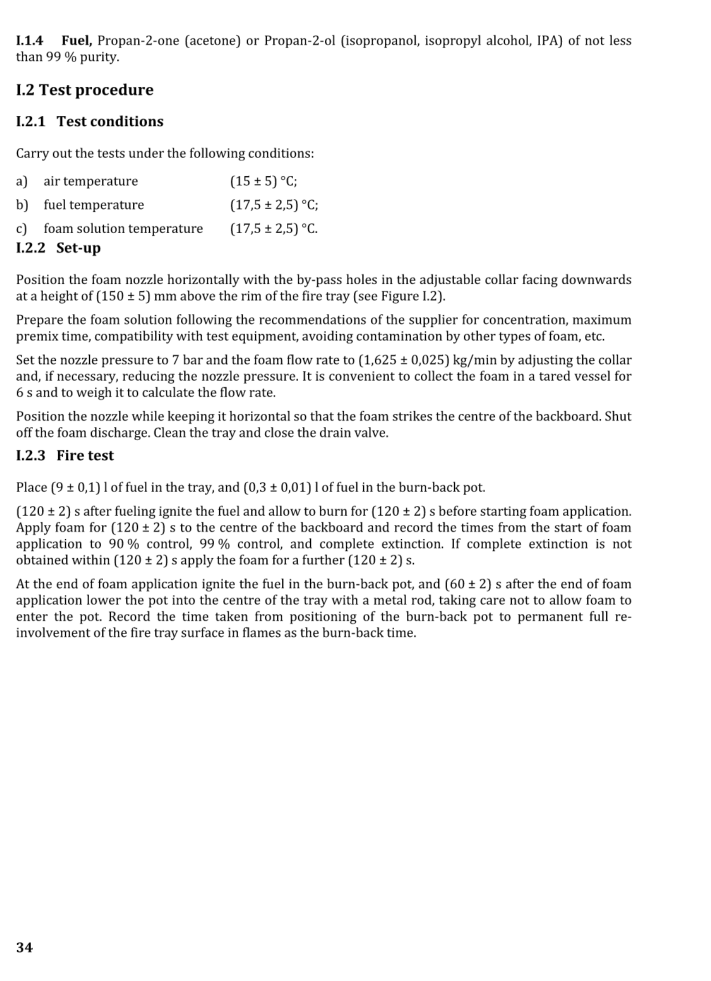 I.1.4 Fuel, Propan-2-one (acetone) or Propan-2-ol (isopropanol, isopropyl alcohol, IPA) of not less
than 99 % purity.
I.2 Test procedure
I.2.1 Test conditions
Carry out the tests under the following conditions:
a) air temperature (15 ± 5) °C;
b) fuel temperature (17,5 ± 2,5) °C;
c) foam solution temperature (17,5 ± 2,5) °C.
I.2.2 Set-up
Position the foam nozzle horizontally with the by-pass holes in the adjustable collar facing downwards
at a height of (150 ± 5) mm above the rim of the fire tray (see Figure I.2).
Prepare the foam solution following the recommendations of the supplier for concentration, maximum
premix time, compatibility with test equipment, avoiding contamination by other types of foam, etc.
Set the nozzle pressure to 7 bar and the foam flow rate to (1,625 ± 0,025) kg/min by adjusting the collar
and, if necessary, reducing the nozzle pressure. It is convenient to collect the foam in a tared vessel for
6 s and to weigh it to calculate the flow rate.
Position the nozzle while keeping it horizontal so that the foam strikes the centre of the backboard. Shut
off the foam discharge. Clean the tray and close the drain valve.
I.2.3 Fire test
Place (9 ± 0,1) l of fuel in the tray, and (0,3 ± 0,01) l of fuel in the burn-back pot.
(120 ± 2) s after fueling ignite the fuel and allow to burn for (120 ± 2) s before starting foam application.
Apply foam for (120 ± 2) s to the centre of the backboard and record the times from the start of foam
application to 90 % control, 99 % control, and complete extinction. If complete extinction is not
obtained within (120 ± 2) s apply the foam for a further (120 ± 2) s.
At the end of foam application ignite the fuel in the burn-back pot, and (60 ± 2) s after the end of foam
application lower the pot into the centre of the tray with a metal rod, taking care not to allow foam to
enter the pot. Record the time taken from positioning of the burn-back pot to permanent full re-
involvement of the fire tray surface in flames as the burn-back time.
34